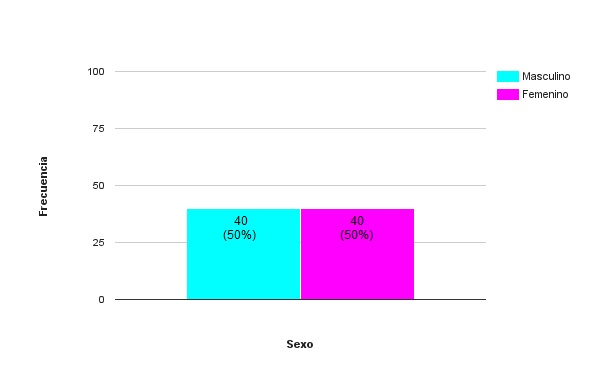 100
Masculino
Femenino
75
50
25
0
Frecuencia
40
(50%)
40
(50%)
Sexo